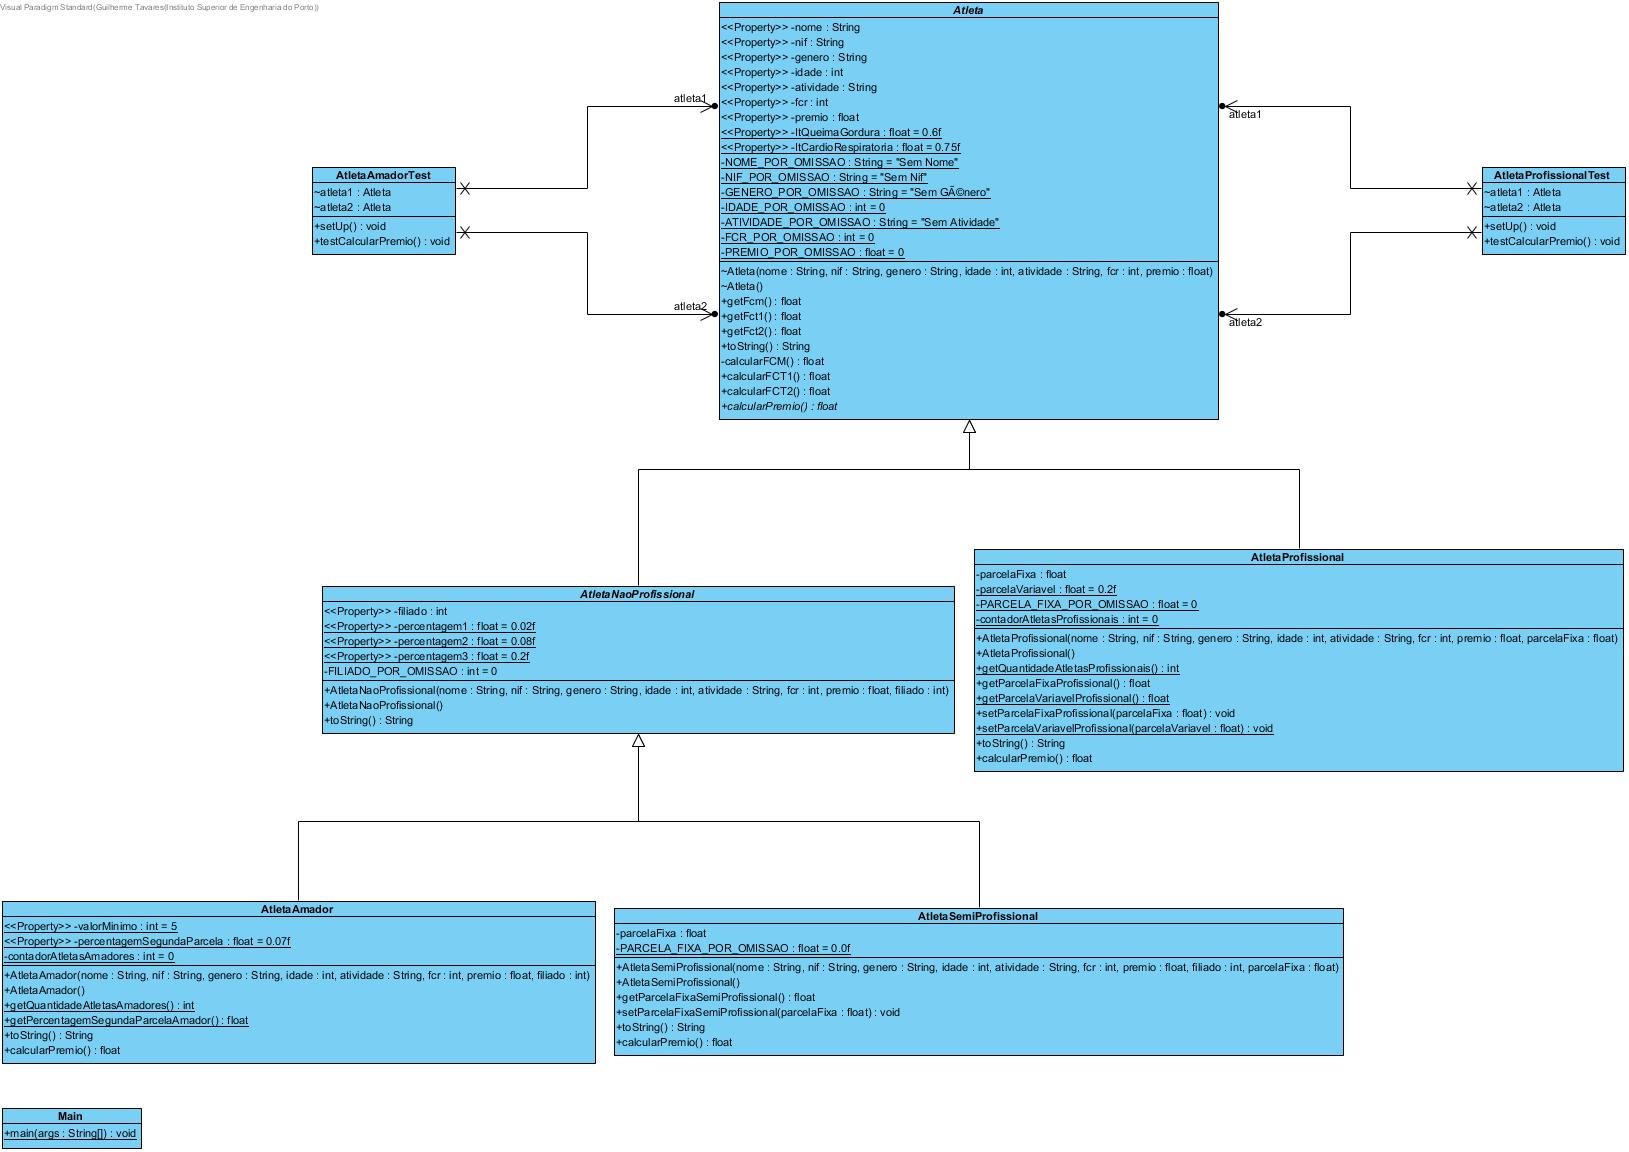 Visual Paradigm Standard(Guilherme Tavares(Instituto Superior de Engenharia do Porto))
Atleta
<<Property>> -nome : String
<<Property>> -nif : String
<<Property>> -genero : String
<<Property>> -idade : int
<<Property>> -atividade : String
<<Property>> -fcr : int
<<Property>> -premio : float
<<Property>> -ItQueimaGordura : float = 0.6f
<<Property>> -ItCardioRespiratoria : float = 0.75f
-NOME_POR_OMISSAO : String = "Sem Nome"
-NIF_POR_OMISSAO : String = "Sem Nif"
-GENERO_POR_OMISSAO : String = "Sem GÃ©nero"
-IDADE_POR_OMISSAO : int = 0
-ATIVIDADE_POR_OMISSAO : String = "Sem Atividade"
-FCR_POR_OMISSAO : int = 0
-PREMIO_POR_OMISSAO : float = 0
~Atleta(nome : String, nif : String, genero : String, idade : int, atividade : String, fcr : int, premio : float)
~Atleta()
+getFcm() : float
+getFct1() : float
+getFct2() : float
+toString() : String
-calcularFCM() : float
+calcularFCT1() : float
+calcularFCT2() : float
+calcularPremio() : float
atleta1
atleta2
atleta1
atleta2
AtletaAmadorTest
~atleta1 : Atleta
~atleta2 : Atleta
+setUp() : void
+testCalcularPremio() : void
AtletaProfissionalTest
~atleta1 : Atleta
~atleta2 : Atleta
+setUp() : void
+testCalcularPremio() : void
AtletaNaoProfissional
<<Property>> -filiado : int
<<Property>> -percentagem1 : float = 0.02f
<<Property>> -percentagem2 : float = 0.08f
<<Property>> -percentagem3 : float = 0.2f
-FILIADO_POR_OMISSAO : int = 0
+AtletaNaoProfissional(nome : String, nif : String, genero : String, idade : int, atividade : String, fcr : int, premio : float, filiado : int)
+AtletaNaoProfissional()
+toString() : String
AtletaProfissional
-parcelaFixa : float
-parcelaVariavel : float = 0.2f
-PARCELA_FIXA_POR_OMISSAO : float = 0
-contadorAtletasProfissionais : int = 0
+AtletaProfissional(nome : String, nif : String, genero : String, idade : int, atividade : String, fcr : int, premio : float, parcelaFixa : float)
+AtletaProfissional()
+getQuantidadeAtletasProfissionais() : int
+getParcelaFixaProfissional() : float
+getParcelaVariavelProfissional() : float
+setParcelaFixaProfissional(parcelaFixa : float) : void
+setParcelaVariavelProfissional(parcelaVariavel : float) : void
+toString() : String
+calcularPremio() : float
AtletaAmador
<<Property>> -valorMinimo : int = 5
<<Property>> -percentagemSegundaParcela : float = 0.07f
-contadorAtletasAmadores : int = 0
+AtletaAmador(nome : String, nif : String, genero : String, idade : int, atividade : String, fcr : int, premio : float, filiado : int)
+AtletaAmador()
+getQuantidadeAtletasAmadores() : int
+getPercentagemSegundaParcelaAmador() : float
+toString() : String
+calcularPremio() : float
AtletaSemiProfissional
-parcelaFixa : float
-PARCELA_FIXA_POR_OMISSAO : float = 0.0f
+AtletaSemiProfissional(nome : String, nif : String, genero : String, idade : int, atividade : String, fcr : int, premio : float, filiado : int, parcelaFixa : float)
+AtletaSemiProfissional()
+getParcelaFixaSemiProfissional() : float
+setParcelaFixaSemiProfissional(parcelaFixa : float) : void
+toString() : String
+calcularPremio() : float
Main
+main(args : String[]) : void